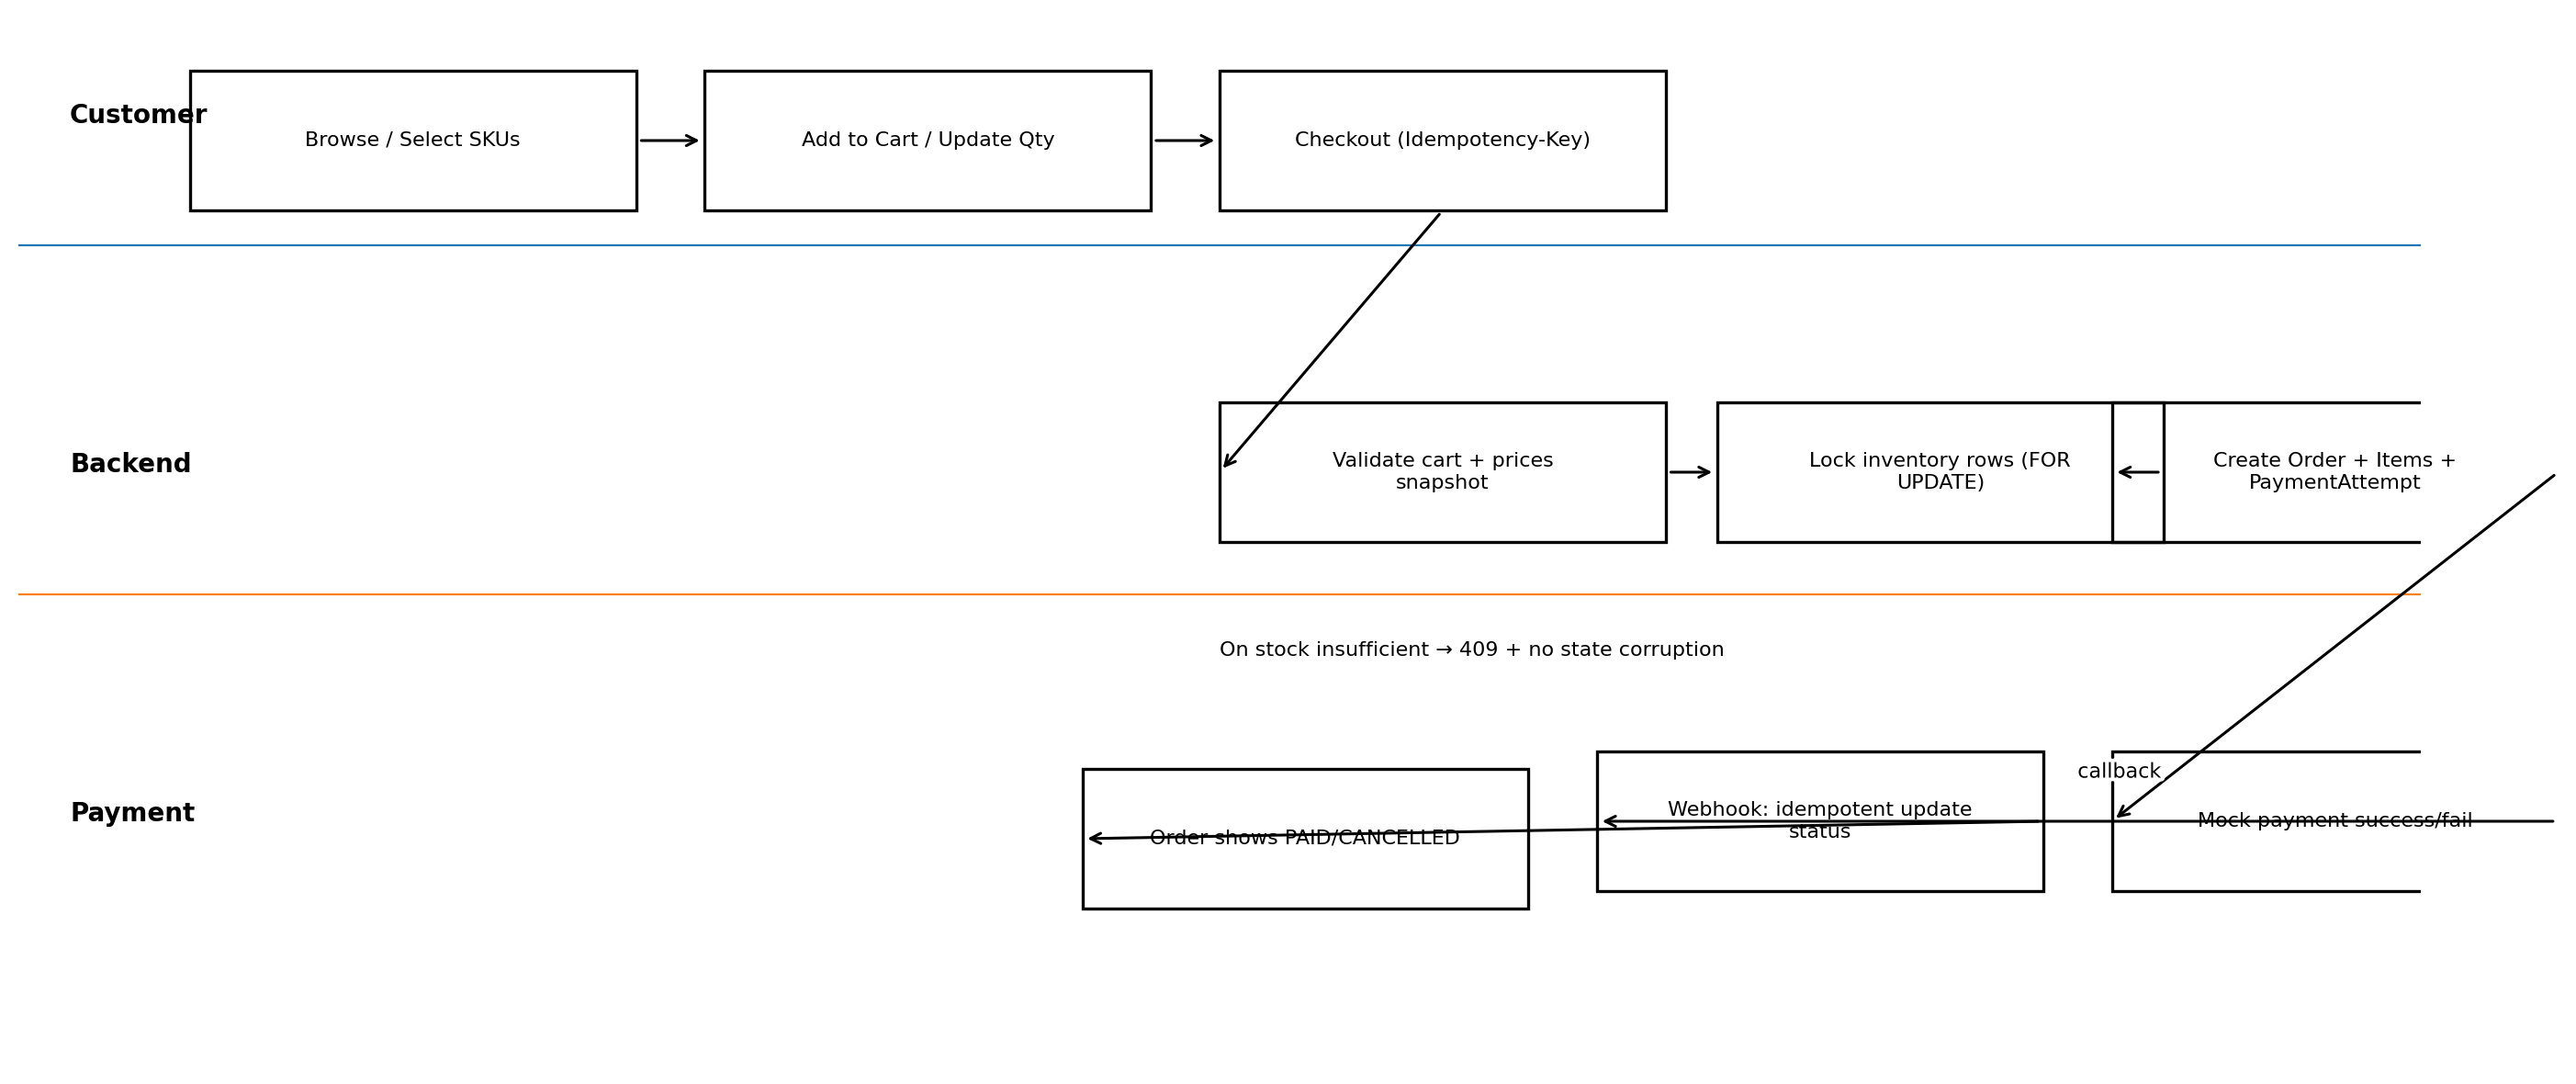 Customer
Browse / Select SKUs
Add to Cart / Update Qty
Checkout (Idempotency-Key)
Backend
Validate cart + prices
snapshot
Lock inventory rows (FOR
UPDATE)
Create Order + Items +
PaymentAttempt
On stock insufficient → 409 + no state corruption
Payment
Order shows PAID/CANCELLED
Webhook: idempotent update
status
callback
Mock payment success/fail